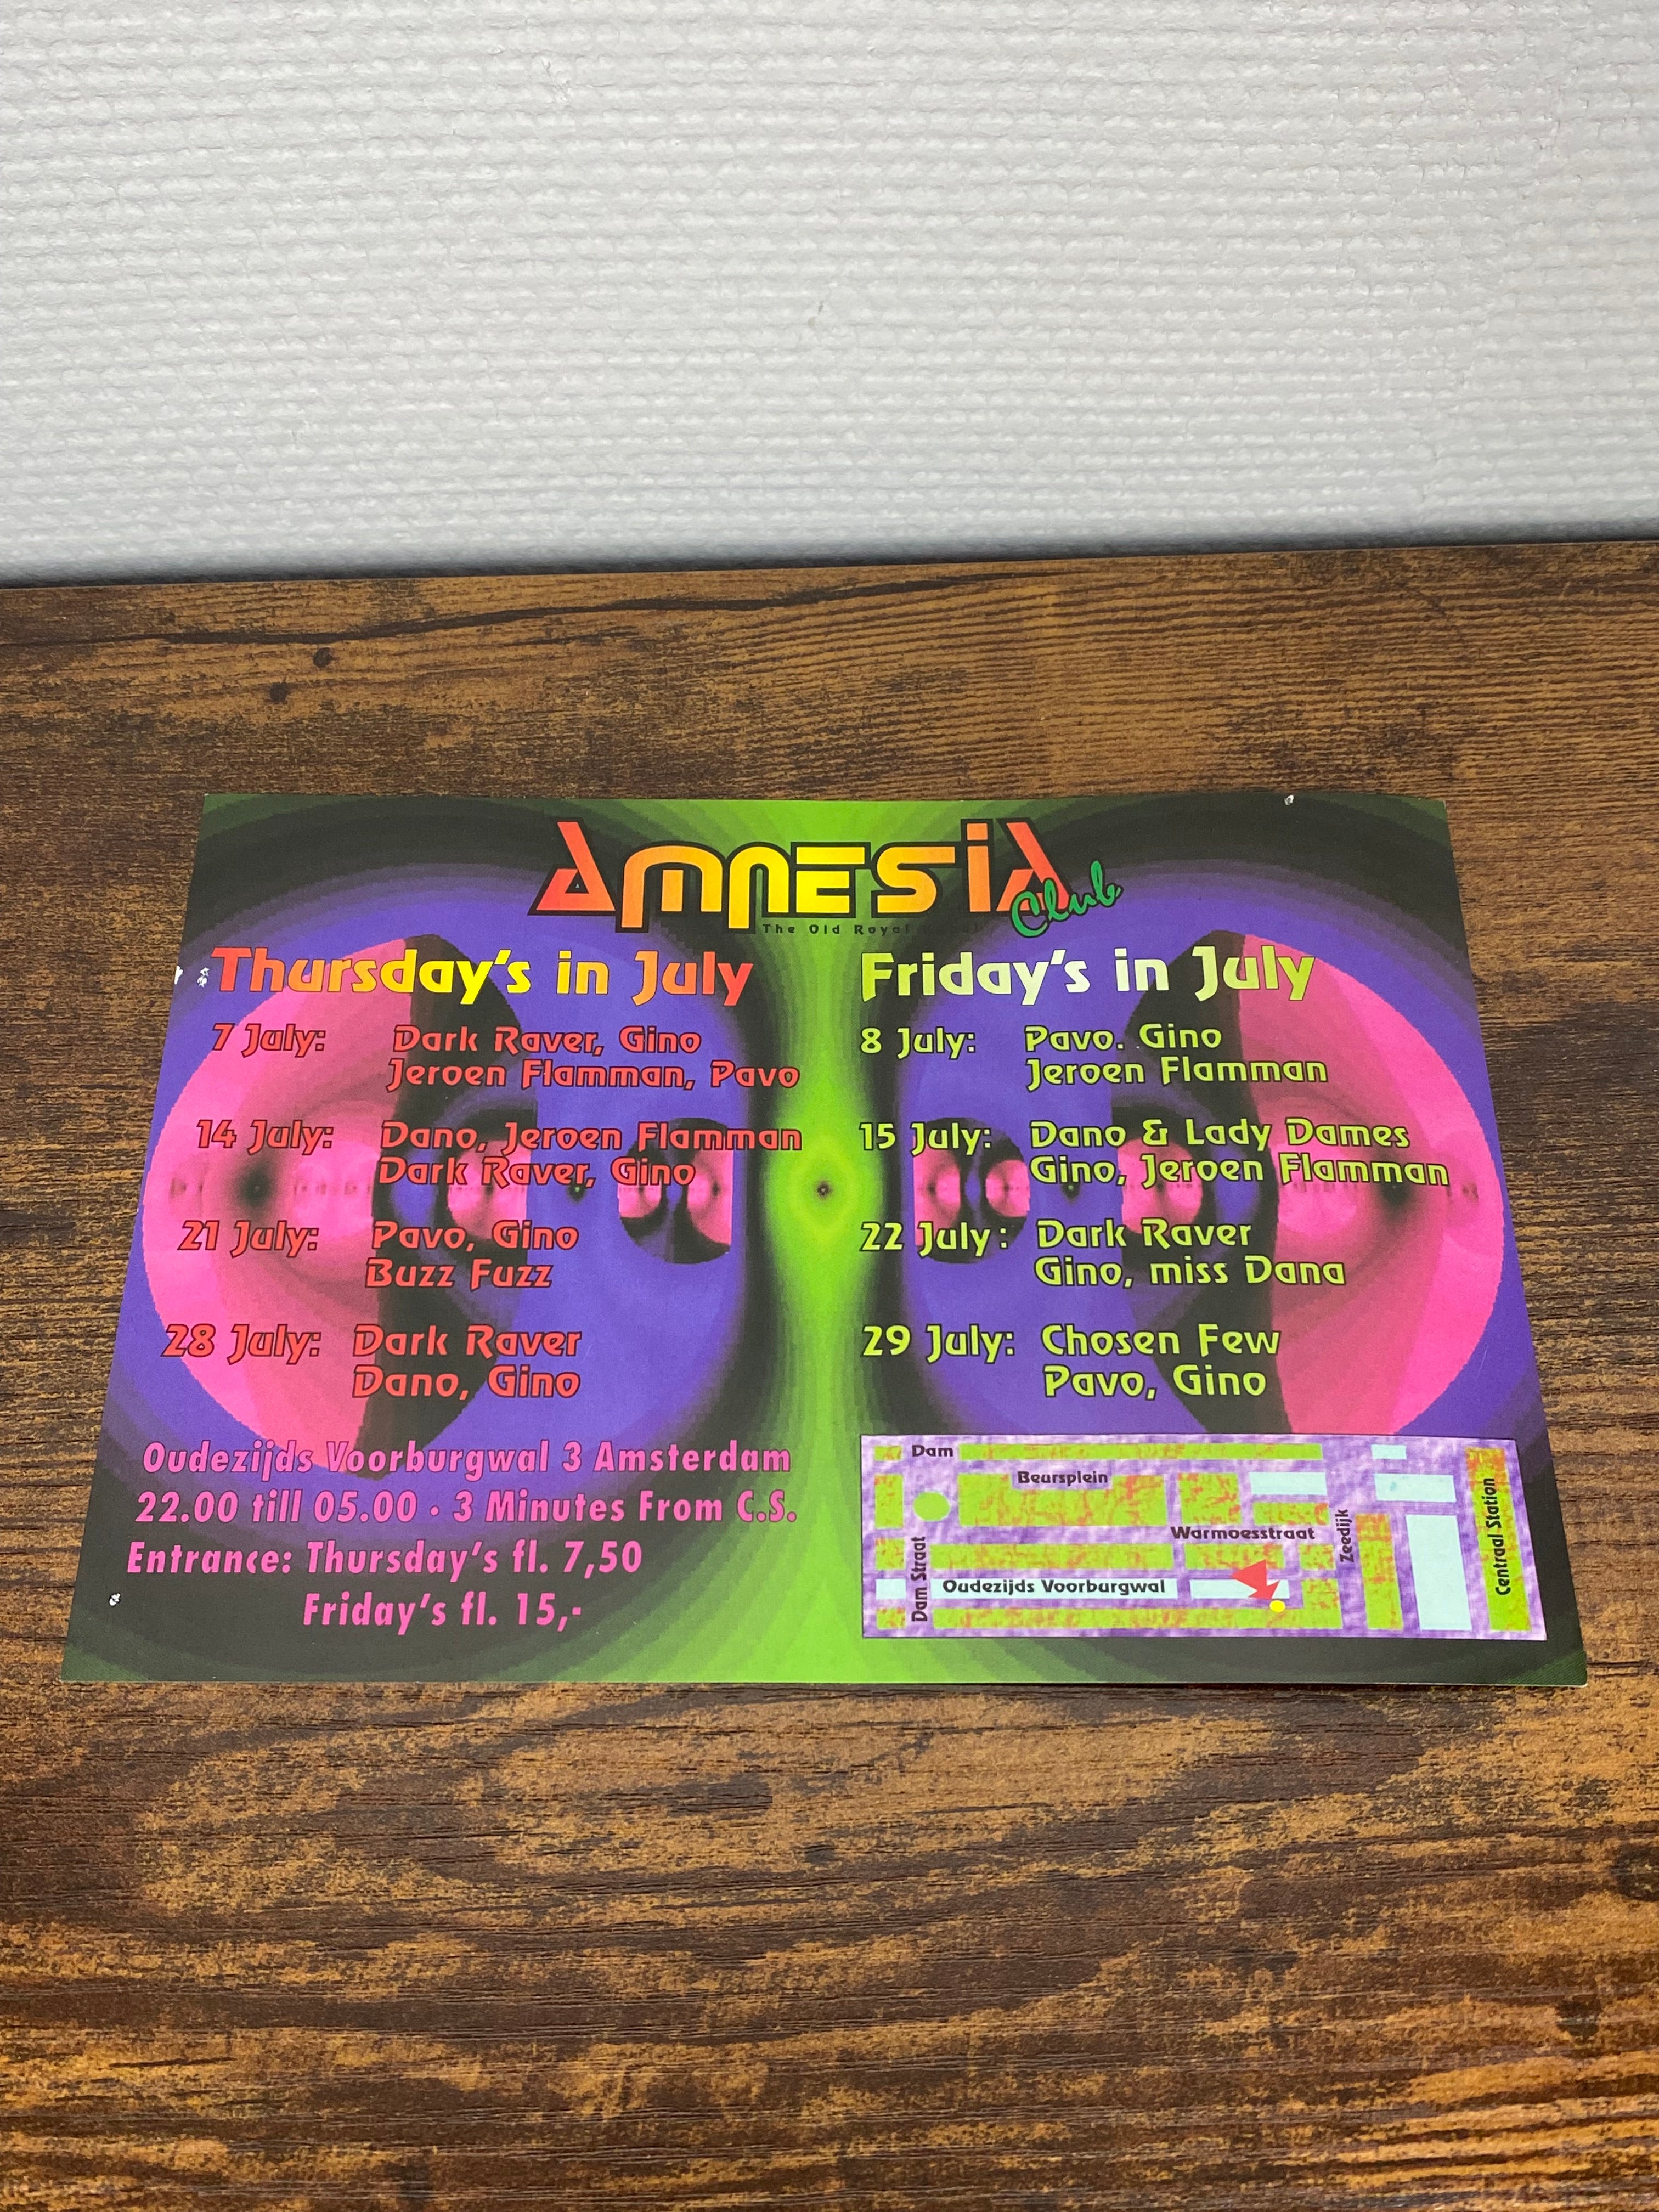 AMNESIA Club
The Old Royal
Thursday's in July
7 July: Dark Raver, Gino
Jeroen Flamman, Pavo
14 July: Dano, Jeroen Flamman
Dark Raver, Gino
21 July: Pavo, Gino
Buzz Fuzz
28 July: Dark Raver
Dano, Gino
Friday's in July
8 July: Pavo. Gino
Jeroen Flamman
15 July: Dano & Lady Dames
Gino, Jeroen Flamman
22 July: Dark Raver
Gino, miss Dana
29 July: Chosen Few
Pavo, Gino
Oudezijds Voorburgwal 3 Amsterdam
22.00 till 05.00 • 3 Minutes From C.S.
Entrance: Thursday's fl. 7,50
Friday's fl. 15,-
Dam
Beursplein
Warmoesstraat
Zeedijk
Centraal Station
Dam Straat
Oudezijds Voorburgwal